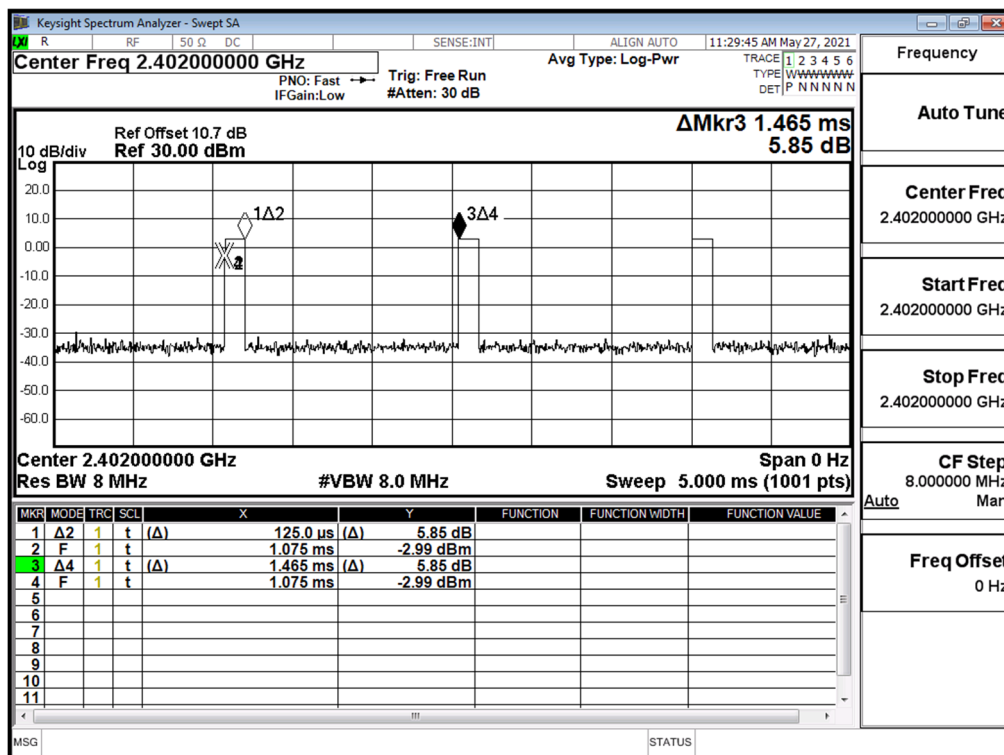 Keysight Spectrum Analyzer - Swept SA
LXI R RF 50 Ω DC SENSE:INT ALIGN AUTO 11:29:45 AM May 27, 2021
Center Freq 2.402000000 GHz
PNO: Fast
IFGain:Low
Trig: Free Run
#Atten: 30 dB
Avg Type: Log-Pwr
TRACE 1 2 3 4 5 6
TYPE WWWWWWW
DET P N N N N N
ΔMkr3 1.465 ms
5.85 dB
Ref Offset 10.7 dB
10 dB/div Ref 30.00 dBm
Log
20.0
10.0
0.00
-10.0
-20.0
-30.0
-40.0
-50.0
-60.0
1Δ2
3Δ4
Center 2.402000000 GHz Span 0 Hz
Res BW 8 MHz #VBW 8.0 MHz Sweep 5.000 ms (1001 pts)
MKR MODE TRC SCL X Y FUNCTION FUNCTION WIDTH FUNCTION VALUE
1 Δ2 1 t (Δ) 125.0 µs (Δ) 5.85 dB
2 F 1 t 1.075 ms -2.99 dBm
3 Δ4 1 t (Δ) 1.465 ms (Δ) 5.85 dB
4 F 1 t 1.075 ms -2.99 dBm
5
6
7
8
9
10
11
MSG STATUS
Frequency
Auto Tune
Center Freq
2.402000000 GHz
Start Freq
2.402000000 GHz
Stop Freq
2.402000000 GHz
CF Step
8.000000 MHz
Auto Man
Freq Offset
0 Hz